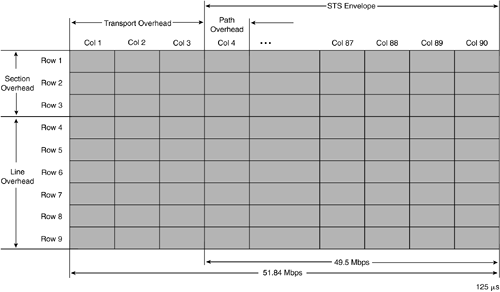 STS Envelope
Transport Overhead
Path
Overhead
Col 1 Col 2 Col 3 Col 4 ••• Col 87 Col 88 Col 89 Col 90
Section
Overhead
Row 1
Row 2
Row 3
Line
Overhead
Row 4
Row 5
Row 6
Row 7
Row 8
Row 9
49.5 Mbps
51.84 Mbps
125 µs